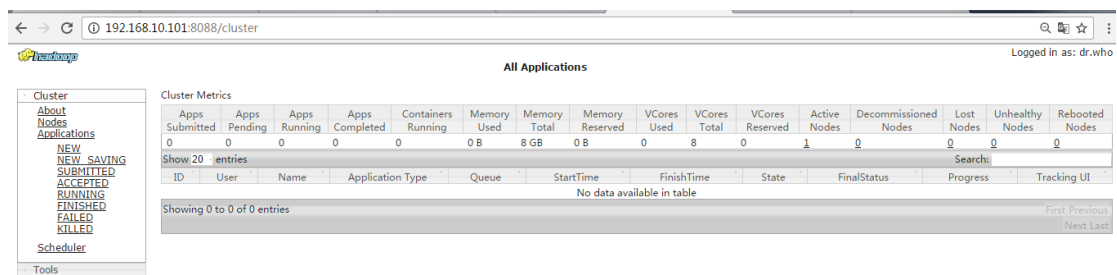 192.168.10.101:8088/cluster
hadoop
Logged in as: dr.who
All Applications
Cluster
About
Nodes
Applications
NEW
NEW_SAVING
SUBMITTED
ACCEPTED
RUNNING
FINISHED
FAILED
KILLED
Scheduler
Tools
Cluster Metrics
Apps Submitted Apps Pending Apps Running Apps Completed Containers Running Memory Used Memory Total Memory Reserved VCores Used VCores Total VCores Reserved Active Nodes Decommissioned Nodes Lost Nodes Unhealthy Nodes Rebooted Nodes
0 0 0 0 0 0 B 8 GB 0 B 0 8 0 1 0 0 0 0
Show 20 entries Search:
ID User Name Application Type Queue StartTime FinishTime State FinalStatus Progress Tracking UI
No data available in table
Showing 0 to 0 of 0 entries First Previous
Next Last